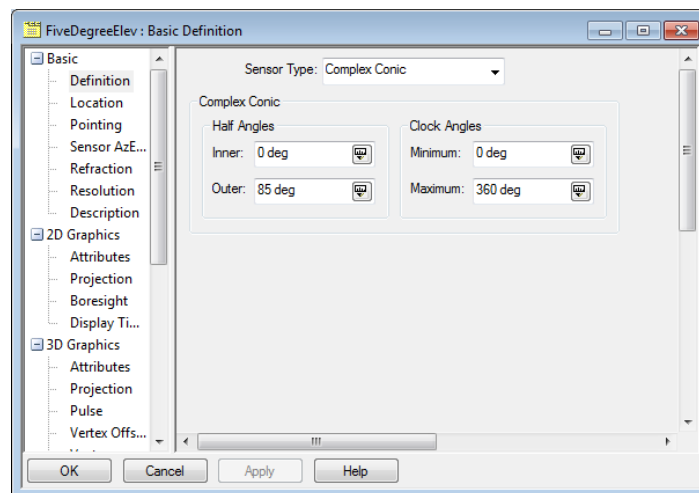 FiveDegreeElev : Basic Definition
Basic
Definition
Location
Pointing
Sensor AzE...
Refraction
Resolution
Description
2D Graphics
Attributes
Projection
Boresight
Display Ti...
3D Graphics
Attributes
Projection
Pulse
Vertex Offs...
Sensor Type: Complex Conic
Complex Conic
Half Angles
Inner: 0 deg
Outer: 85 deg
Clock Angles
Minimum: 0 deg
Maximum: 360 deg
OK Cancel Apply Help